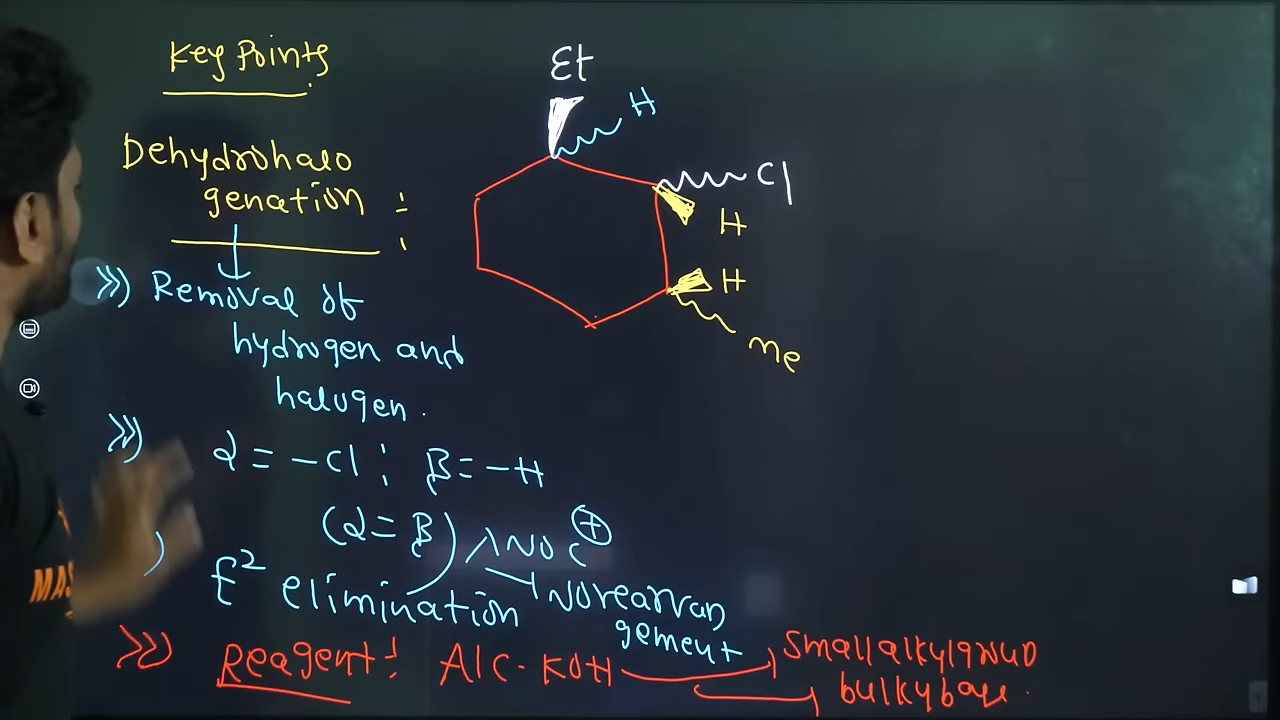 Key Points
Dehydrohalo
genation :-
>>) Removal of
hydrogen and
halogen.
>>) α = -Cl ; β = -H
(α = β) ^ NO C⊕
) E² elimination → No rearran
gement
>>) Reagent : Alc. KOH → Small alkyl group
→ bulky base.
Et
H
Cl
H
H
Me
MAS